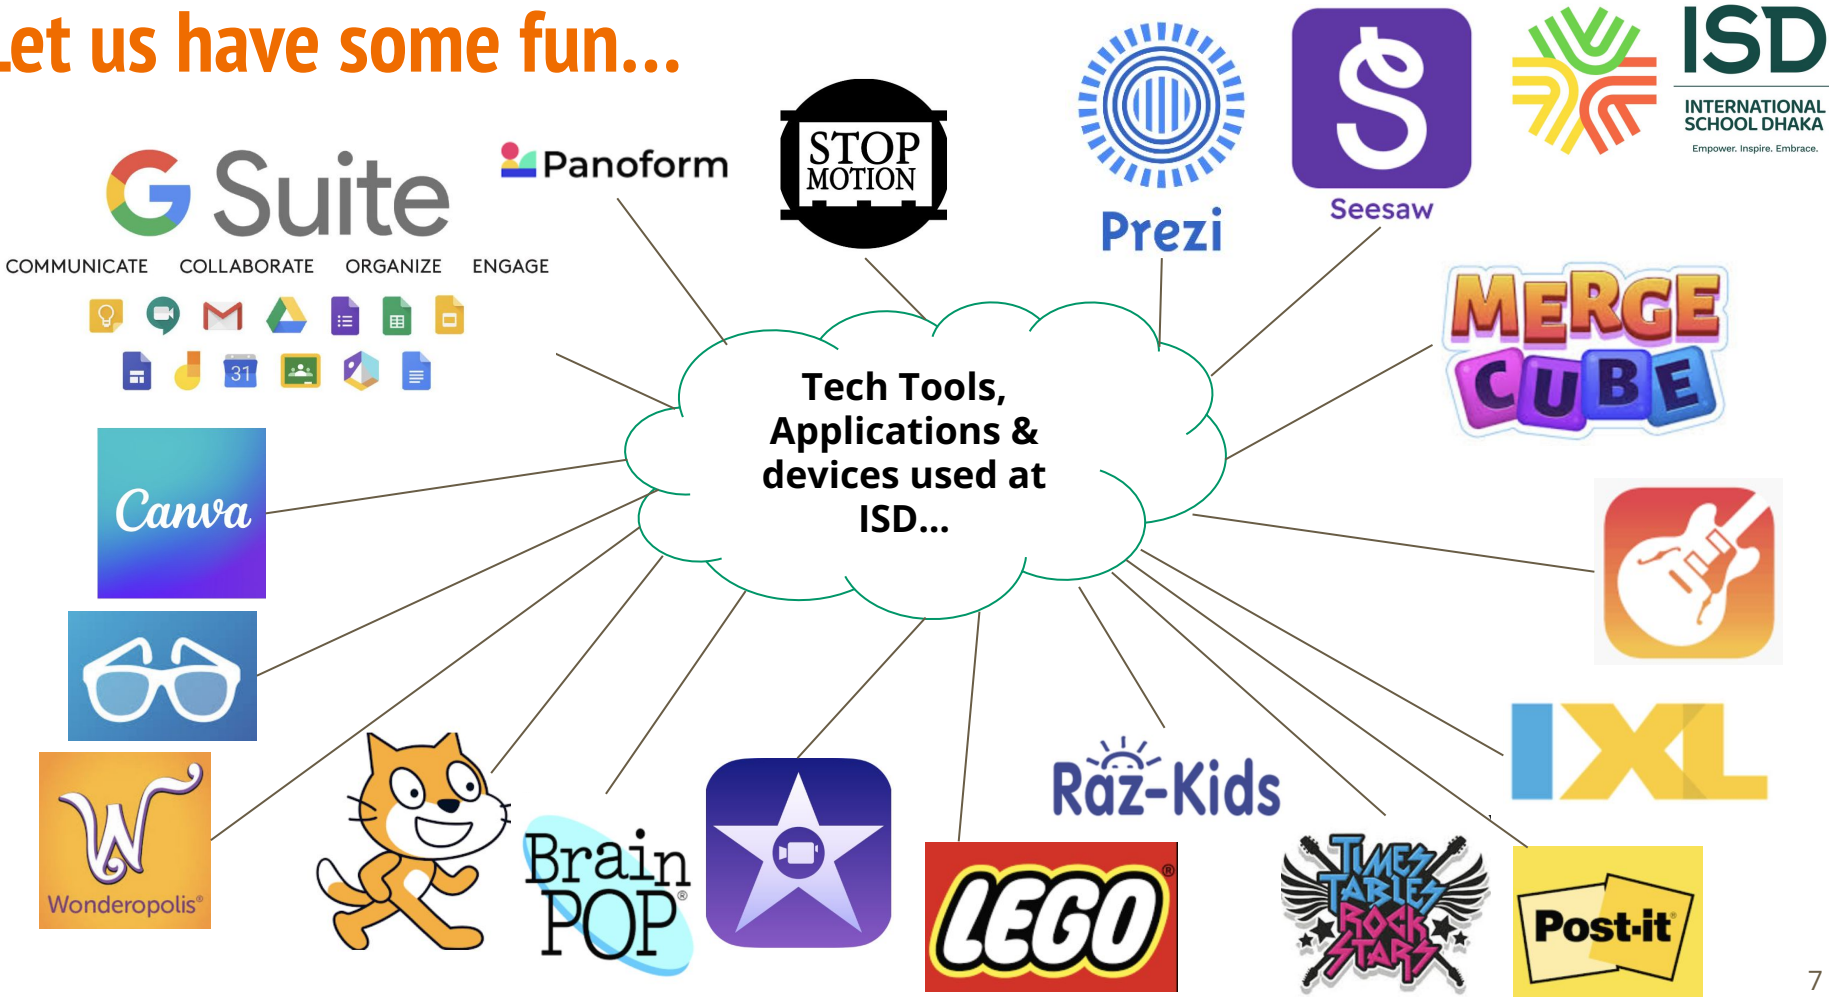 Let us have some fun...
ISD
INTERNATIONAL
SCHOOL DHAKA
Empower. Inspire. Embrace.
G Suite
COMMUNICATE COLLABORATE ORGANIZE ENGAGE
31
Panoform
STOP
MOTION
Prezi
S
Seesaw
MERGE
CUBE
Tech Tools,
Applications &
devices used at
ISD...
Canva
W
Wonderopolis®
Brain
POP®
LEGO®
Raz-Kids
TIMES
TABLES
ROCK
STARS
IXL
Post-it®
7